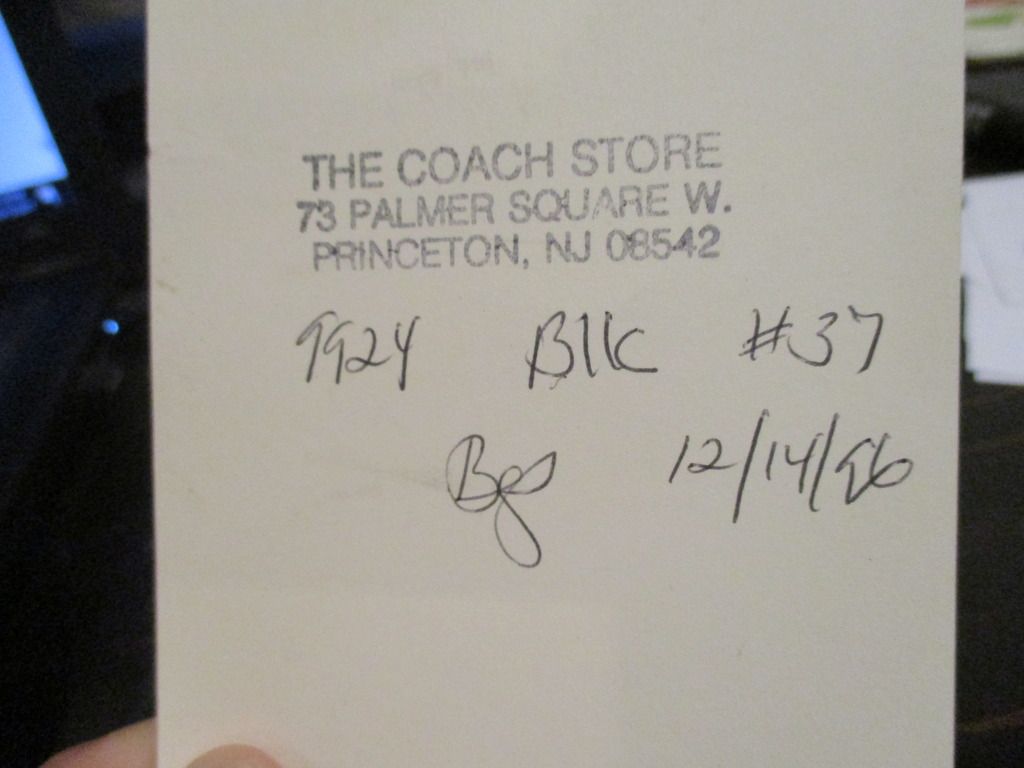 THE COACH STORE
73 PALMER SQUARE W.
PRINCETON, NJ 08542
9924 Blk #37
12/14/96